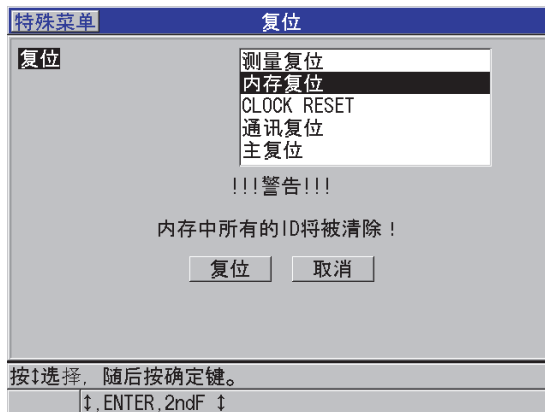 特殊菜单 复位
复位
测量复位
内存复位
CLOCK RESET
通讯复位
主复位
!!!警告!!!
内存中所有的ID将被清除！
复位 取消
按↕选择, 随后按确定键。
↕,ENTER,2ndF ↕